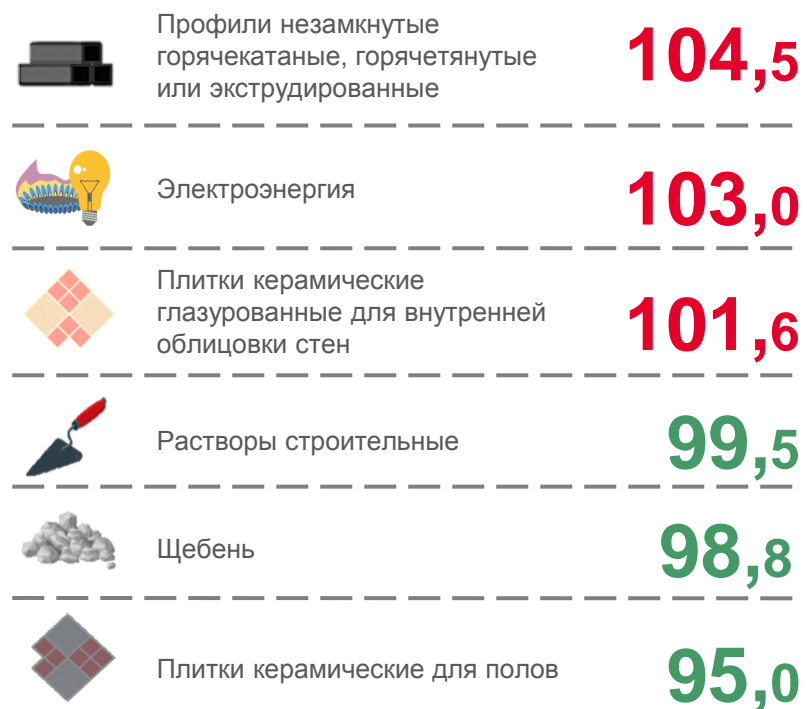 Профили незамкнутые
горячекатаные, горячетянутые
или экструдированные
104,5
Электроэнергия
103,0
Плитки керамические
глазурованные для внутренней
облицовки стен
101,6
Растворы строительные
99,5
Щебень
98,8
Плитки керамические для полов
95,0